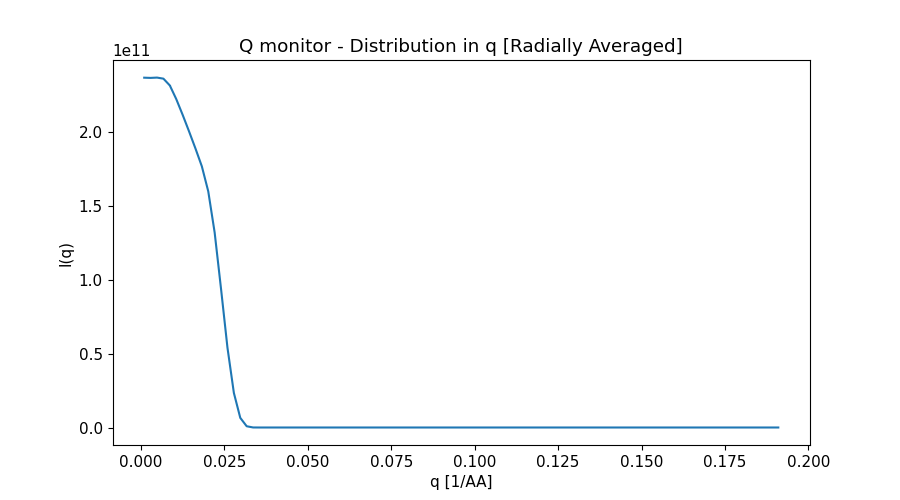 Q monitor - Distribution in q [Radially Averaged]
1e11
2.0
1.5
1.0
0.5
0.0
I(q)
0.000 0.025 0.050 0.075 0.100 0.125 0.150 0.175 0.200
q [1/AA]